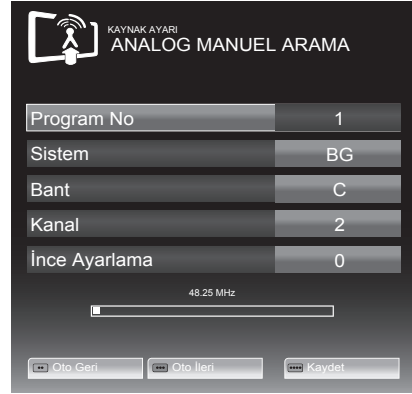 KAYNAK AYARI
ANALOG MANUEL ARAMA
Program No 1
Sistem BG
Bant C
Kanal 2
İnce Ayarlama 0
48.25 MHz
Oto Geri Oto İleri Kaydet